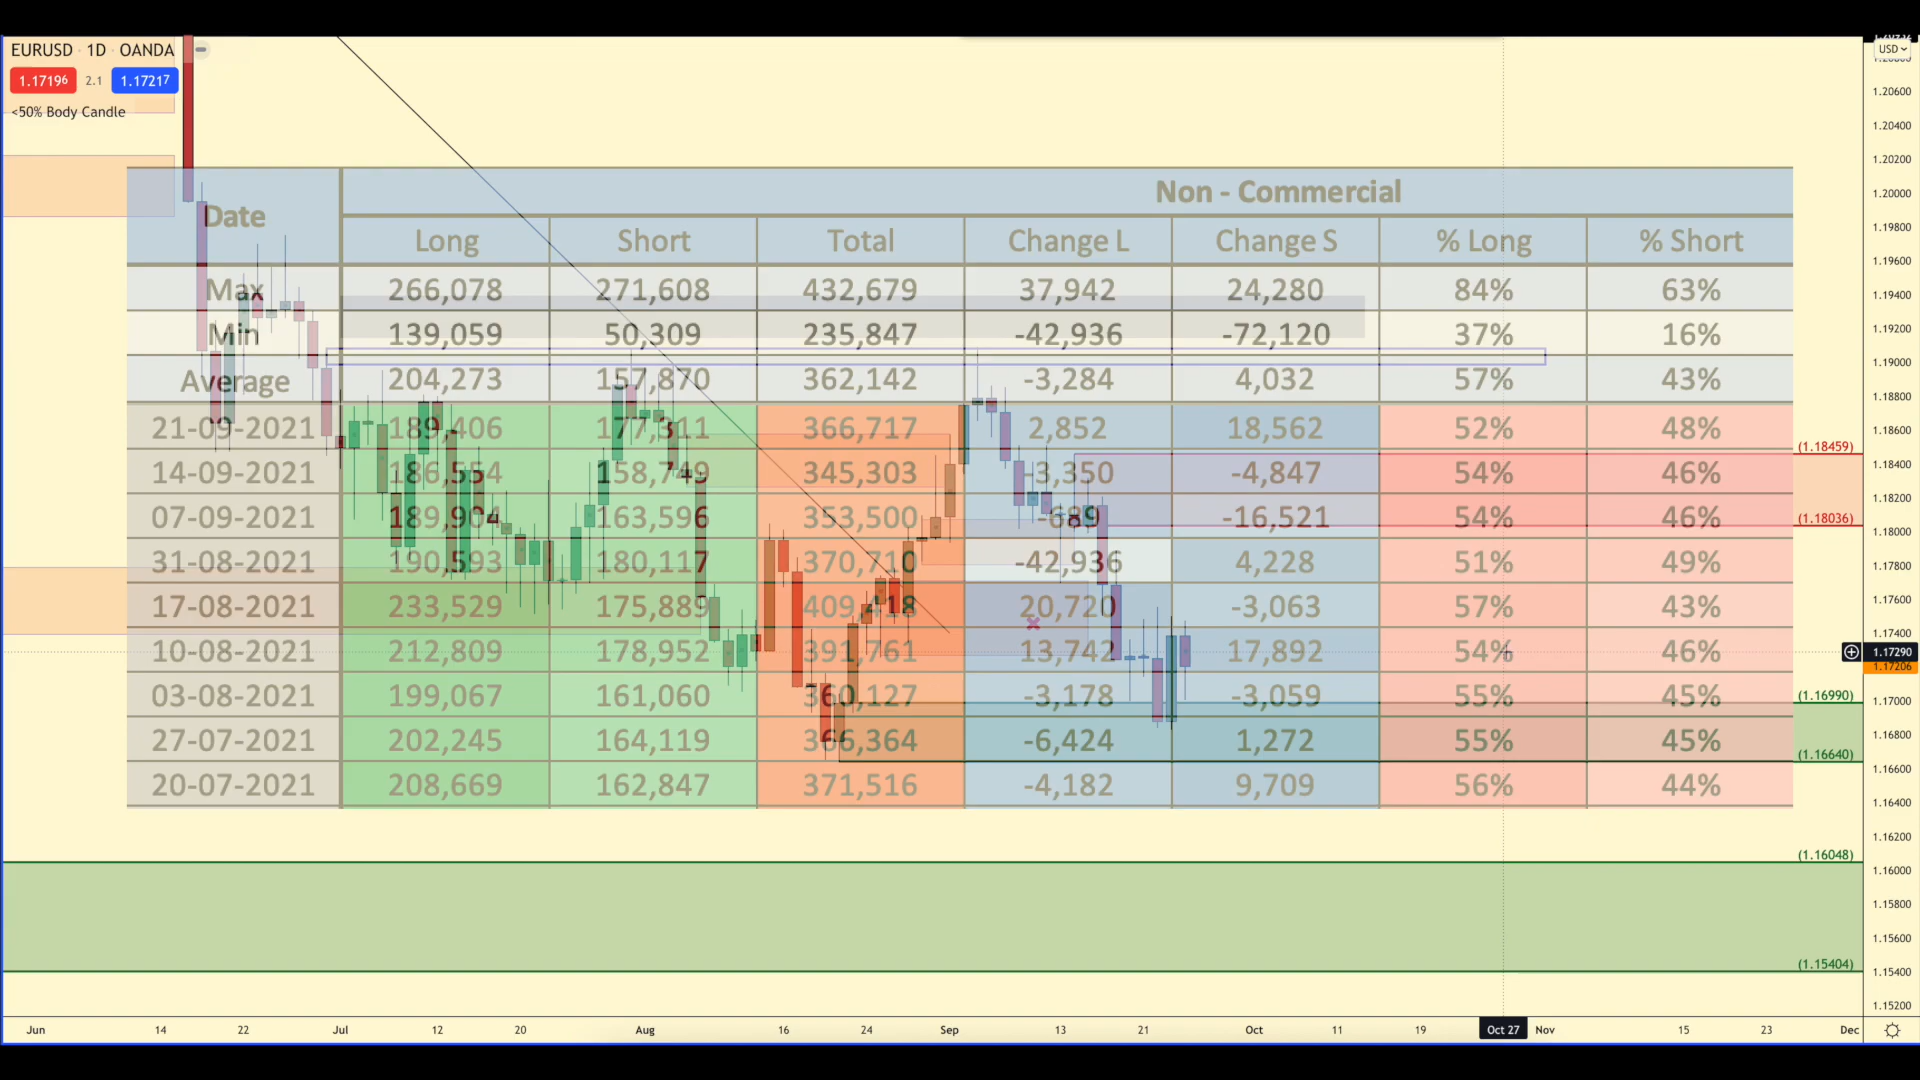 EURUSD · 1D · OANDA
1.17196 2.1 1.17217
<50% Body Candle
USD
1.20600
1.20400
1.20200
1.20000
1.19800
1.19600
1.19400
1.19200
1.19000
1.18800
1.18600
1.18400
1.18200
1.18000
1.17800
1.17600
1.17400
1.17290
1.17206
1.17000
1.16800
1.16600
1.16400
1.16200
1.16000
1.15800
1.15600
1.15400
1.15200
(1.18459)
(1.18036)
(1.16990)
(1.16640)
(1.16048)
(1.15404)
Date Non - Commercial
Long Short Total Change L Change S % Long % Short
Max 266,078 271,608 432,679 37,942 24,280 84% 63%
Min 139,059 50,309 235,847 -42,936 -72,120 37% 16%
Average 204,273 157,870 362,142 -3,284 4,032 57% 43%
21-09-2021 189,406 177,311 366,717 2,852 18,562 52% 48%
14-09-2021 186,554 158,749 345,303 -3,350 -4,847 54% 46%
07-09-2021 189,904 163,596 353,500 -689 -16,521 54% 46%
31-08-2021 190,593 180,117 370,710 -42,936 4,228 51% 49%
17-08-2021 233,529 175,889 409,418 20,720 -3,063 57% 43%
10-08-2021 212,809 178,952 391,761 13,742 17,892 54% 46%
03-08-2021 199,067 161,060 360,127 -3,178 -3,059 55% 45%
27-07-2021 202,245 164,119 366,364 -6,424 1,272 55% 45%
20-07-2021 208,669 162,847 371,516 -4,182 9,709 56% 44%
Jun 14 22 Jul 12 20 Aug 16 24 Sep 13 21 Oct 11 19 Oct 27 Nov 15 23 Dec